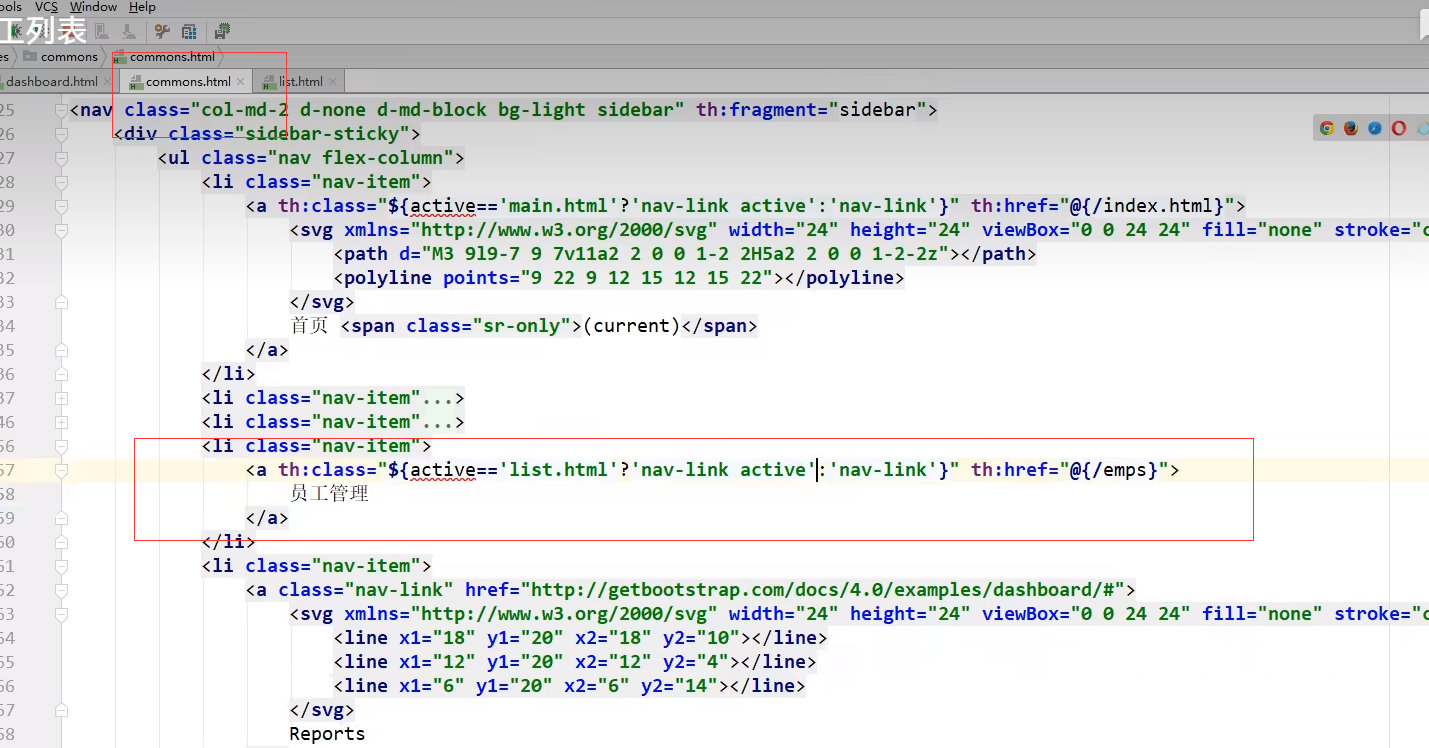 ools VCS Window Help
工列表
es commons commons.html
dashboard.html commons.html list.html
25 <nav class="col-md-2 d-none d-md-block bg-light sidebar" th:fragment="sidebar">
26 <div class="sidebar-sticky">
27 <ul class="nav flex-column">
28 <li class="nav-item">
29 <a th:class="${active=='main.html'?'nav-link active':'nav-link'}" th:href="@{/index.html}">
30 <svg xmlns="http://www.w3.org/2000/svg" width="24" height="24" viewBox="0 0 24 24" fill="none" stroke="c
31 <path d="M3 9l9-7 9 7v11a2 2 0 0 1-2 2H5a2 2 0 0 1-2-2z"></path>
32 <polyline points="9 22 9 12 15 12 15 22"></polyline>
33 </svg>
34 首页 <span class="sr-only">(current)</span>
35 </a>
36 </li>
37 <li class="nav-item"...>
46 <li class="nav-item"...>
56 <li class="nav-item">
57 <a th:class="${active=='list.html'?'nav-link active':'nav-link'}" th:href="@{/emps}">
58 员工管理
59 </a>
60 </li>
61 <li class="nav-item">
62 <a class="nav-link" href="http://getbootstrap.com/docs/4.0/examples/dashboard/#">
63 <svg xmlns="http://www.w3.org/2000/svg" width="24" height="24" viewBox="0 0 24 24" fill="none" stroke="c
64 <line x1="18" y1="20" x2="18" y2="10"></line>
65 <line x1="12" y1="20" x2="12" y2="4"></line>
66 <line x1="6" y1="20" x2="6" y2="14"></line>
67 </svg>
68 Reports